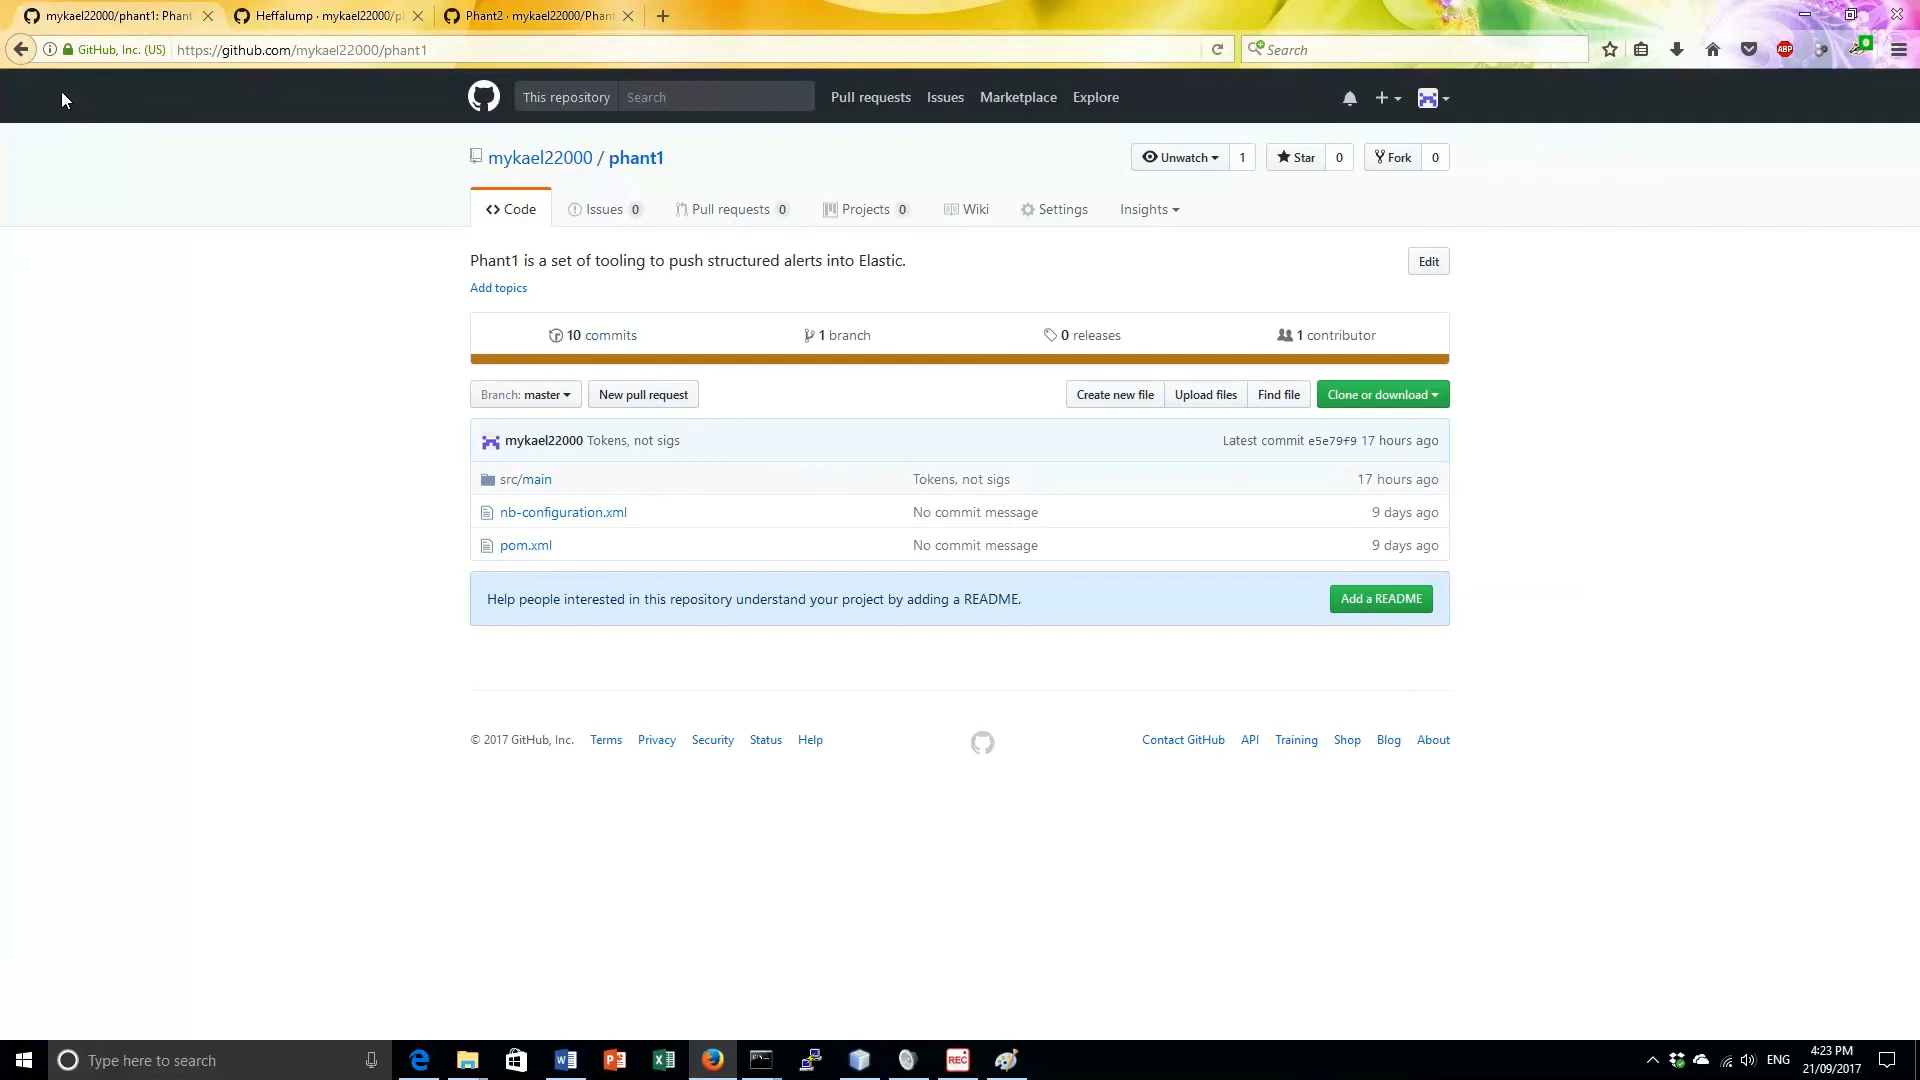 mykael22000/phant1: Phant
Heffalump · mykael22000/p
Phant2 · mykael22000/Phan
GitHub, Inc. (US) https://github.com/mykael22000/phant1
Search
ABP
0
This repository Search Pull requests Issues Marketplace Explore
mykael22000 / phant1
Unwatch 1 Star 0 Fork 0
Code Issues 0 Pull requests 0 Projects 0 Wiki Settings Insights
Phant1 is a set of tooling to push structured alerts into Elastic.
Edit
Add topics
10 commits 1 branch 0 releases 1 contributor
Branch: master New pull request Create new file Upload files Find file Clone or download
mykael22000 Tokens, not sigs Latest commit e5e79f9 17 hours ago
src/main Tokens, not sigs 17 hours ago
nb-configuration.xml No commit message 9 days ago
pom.xml No commit message 9 days ago
Help people interested in this repository understand your project by adding a README. Add a README
© 2017 GitHub, Inc. Terms Privacy Security Status Help Contact GitHub API Training Shop Blog About
Type here to search
REC
ENG
4:23 PM
21/09/2017